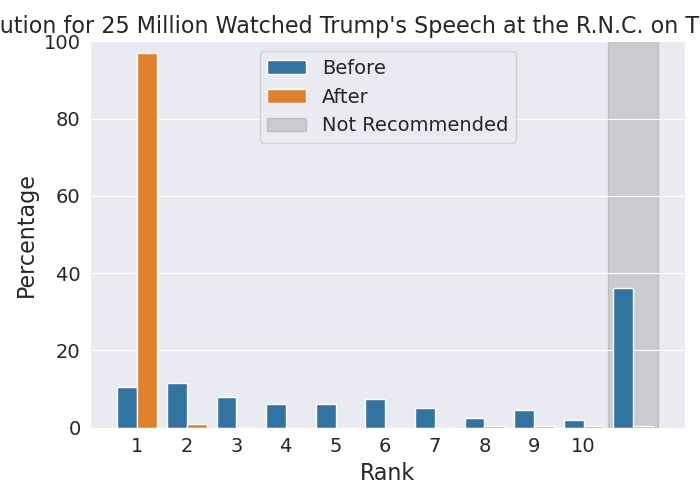 ution for 25 Million Watched Trump's Speech at the R.N.C. on T
100
80
60
40
20
0
Percentage
Before
After
Not Recommended
1 2 3 4 5 6 7 8 9 10
Rank